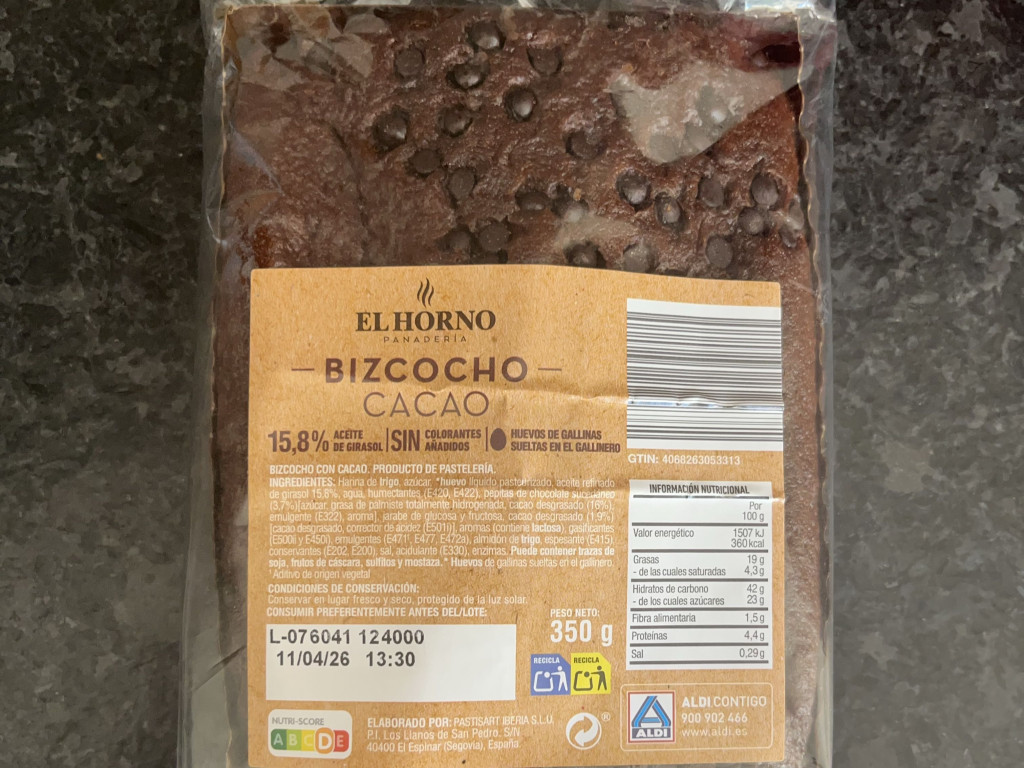 EL HORNO
PANADERÍA
BIZCOCHO
CACAO
15,8% ACEITE DE GIRASOL | SIN COLORANTES AÑADIDOS | HUEVOS DE GALLINAS SUELTAS EN EL GALLINERO
BIZCOCHO CON CACAO. PRODUCTO DE PASTELERÍA.
INGREDIENTES: Harina de trigo, azúcar, *huevo líquido pasteurizado, aceite refinado
de girasol 15,8%, agua, humectantes (E420, E422), pepitas de chocolate sucedáneo
(3,7%)[azúcar, grasa de palmiste totalmente hidrogenada, cacao desgrasado (16%),
emulgente (E322), aroma], jarabe de glucosa y fructosa, cacao desgrasado (1,9%)
[cacao desgrasado, corrector de acidez (E501i)], aromas (contiene lactosa), gasificantes
(E500ii y E450i), emulgentes (E471¹, E477, E472a), almidón de trigo, espesante (E415)
conservantes (E202, E200), sal, acidulante (E330), enzimas. Puede contener trazas de
soja, frutos de cáscara, sulfitos y mostaza.* Huevos de gallinas sueltas en el gallinero.
¹ Aditivo de origen vegetal
CONDICIONES DE CONSERVACIÓN:
Conservar en lugar fresco y seco, protegido de la luz solar.
CONSUMIR PREFERENTEMENTE ANTES DEL/LOTE:
L-076041 124000
11/04/26 13:30
PESO NETO:
350 g
RECICLA
RECICLA
NUTRI-SCORE
A B C D E
ELABORADO POR: PASTISART IBERIA S.L.U.
P.I. Los Llanos de San Pedro, S/N
40400 El Espinar (Segovia), España
®
GTIN: 4068263053313
INFORMACIÓN NUTRICIONAL
Por
100 g
Valor energético 1507 kJ
360 kcal
Grasas 19 g
- de las cuales saturadas 4,3 g
Hidratos de carbono 42 g
- de los cuales azúcares 23 g
Fibra alimentaria 1,5 g
Proteínas 4,4 g
Sal 0,29 g
ALDI
ALDI CONTIGO
900 902 466
www.aldi.es